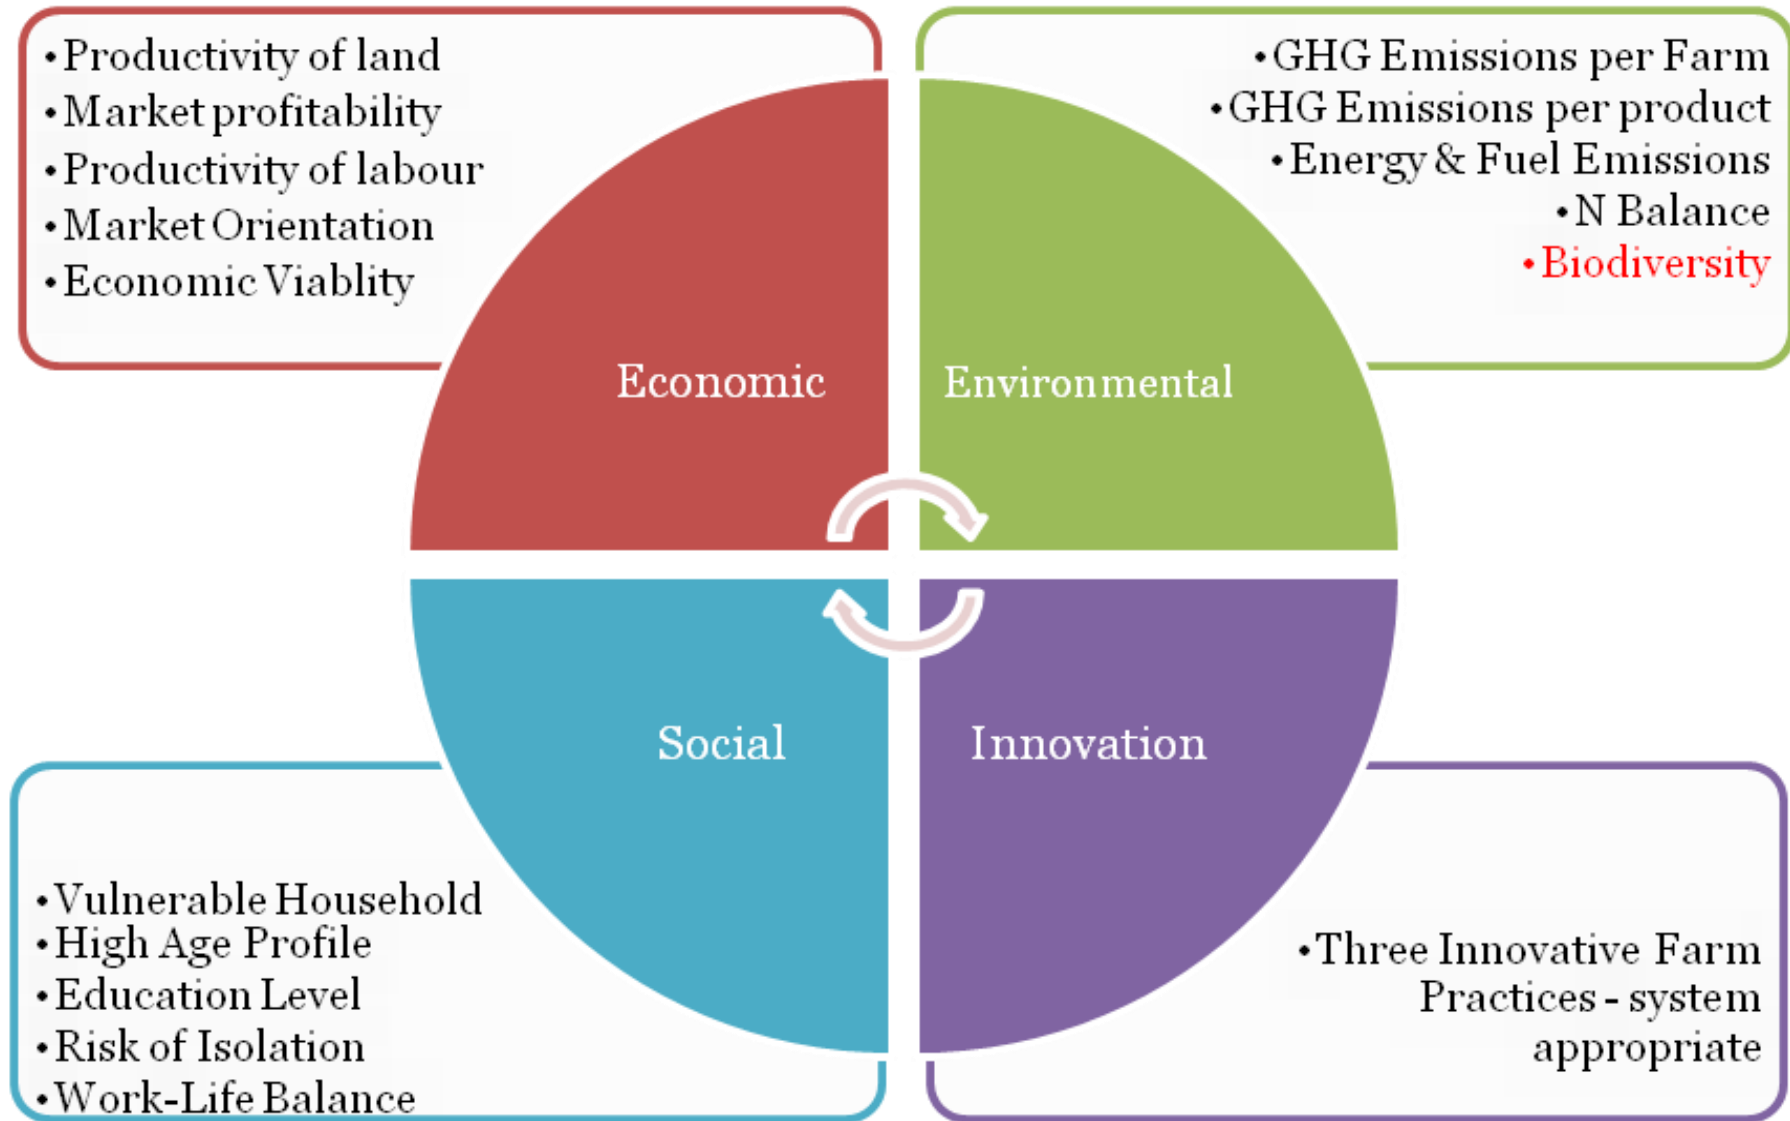 •Productivity of land
•Market profitability
•Productivity of labour
•Market Orientation
•Economic Viablity
•GHG Emissions per Farm
•GHG Emissions per product
•Energy & Fuel Emissions
•N Balance
•Biodiversity
Economic
Environmental
Social
Innovation
•Vulnerable Household
•High Age Profile
•Education Level
•Risk of Isolation
•Work-Life Balance
•Three Innovative Farm
Practices - system
appropriate